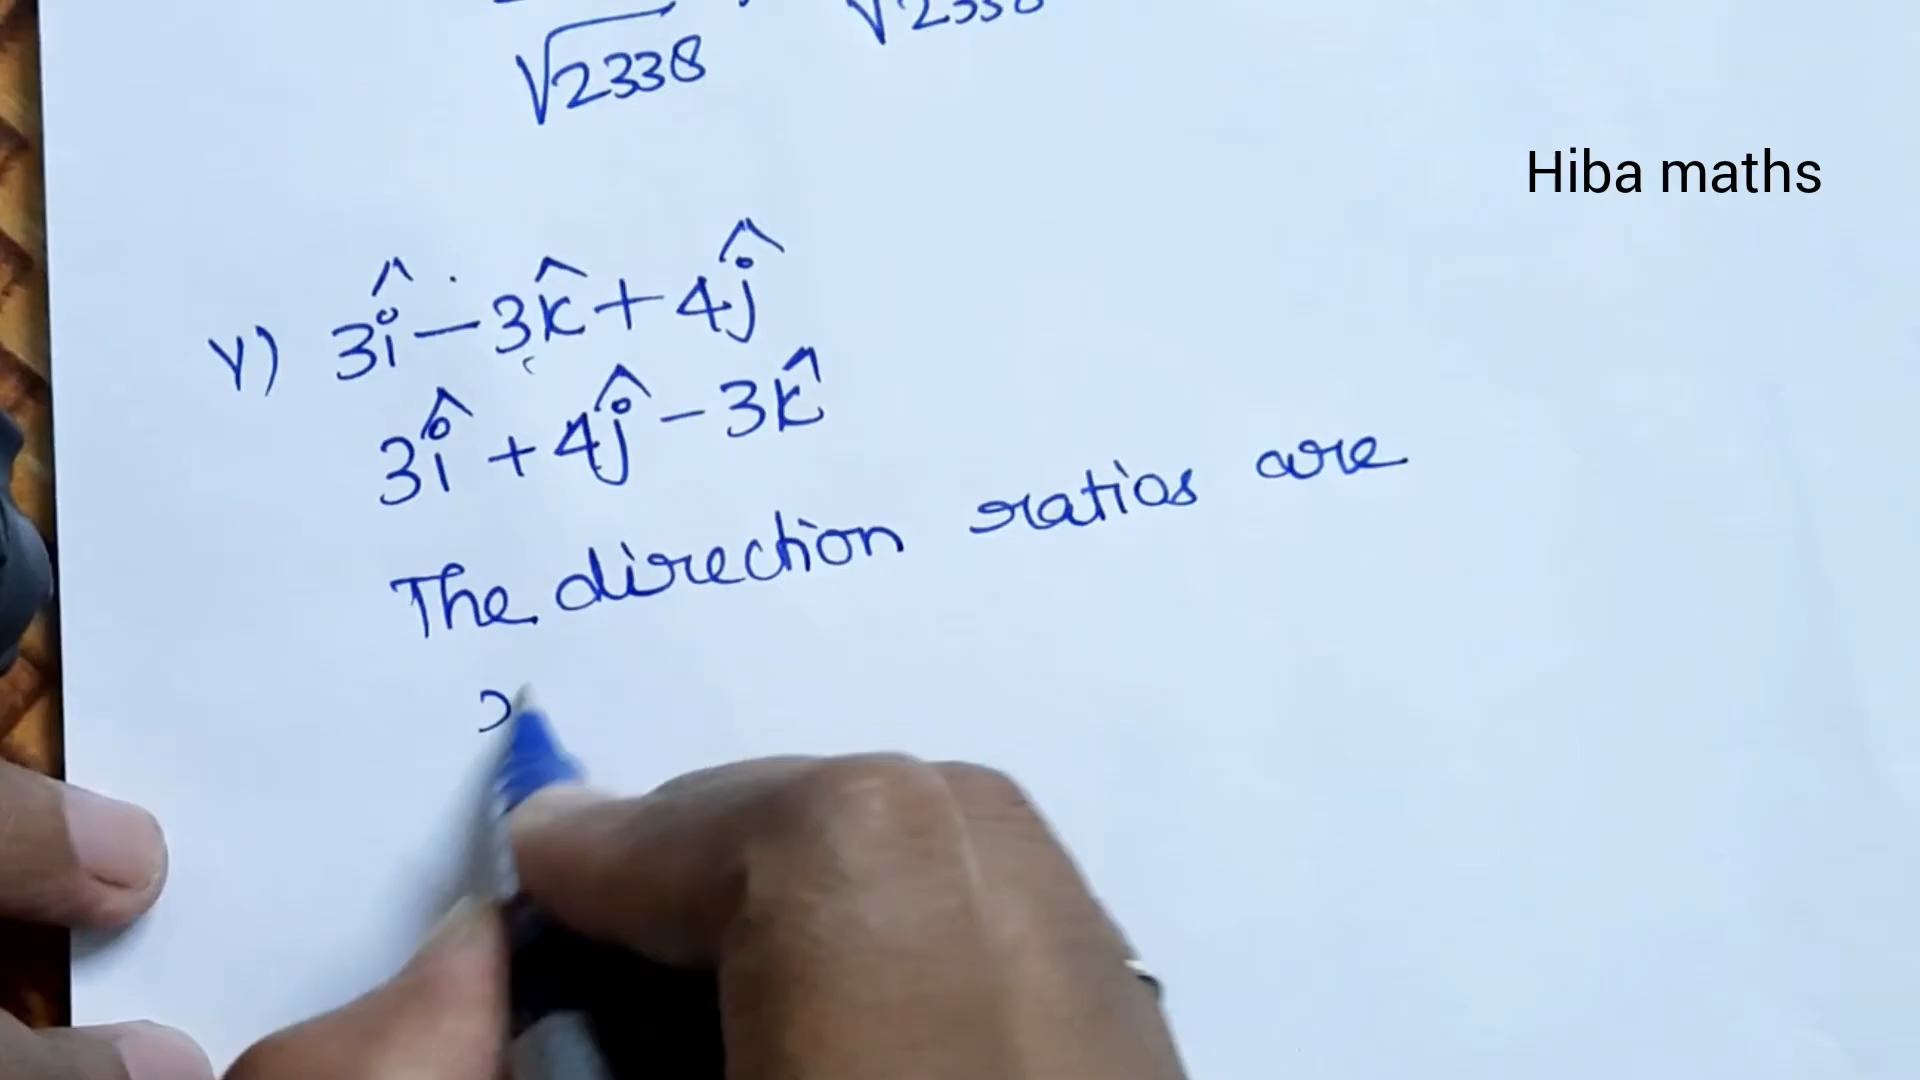 √2338
Hiba maths
v) 3î - 3k̂ + 4ĵ
3î + 4ĵ - 3k̂
The direction ratios are